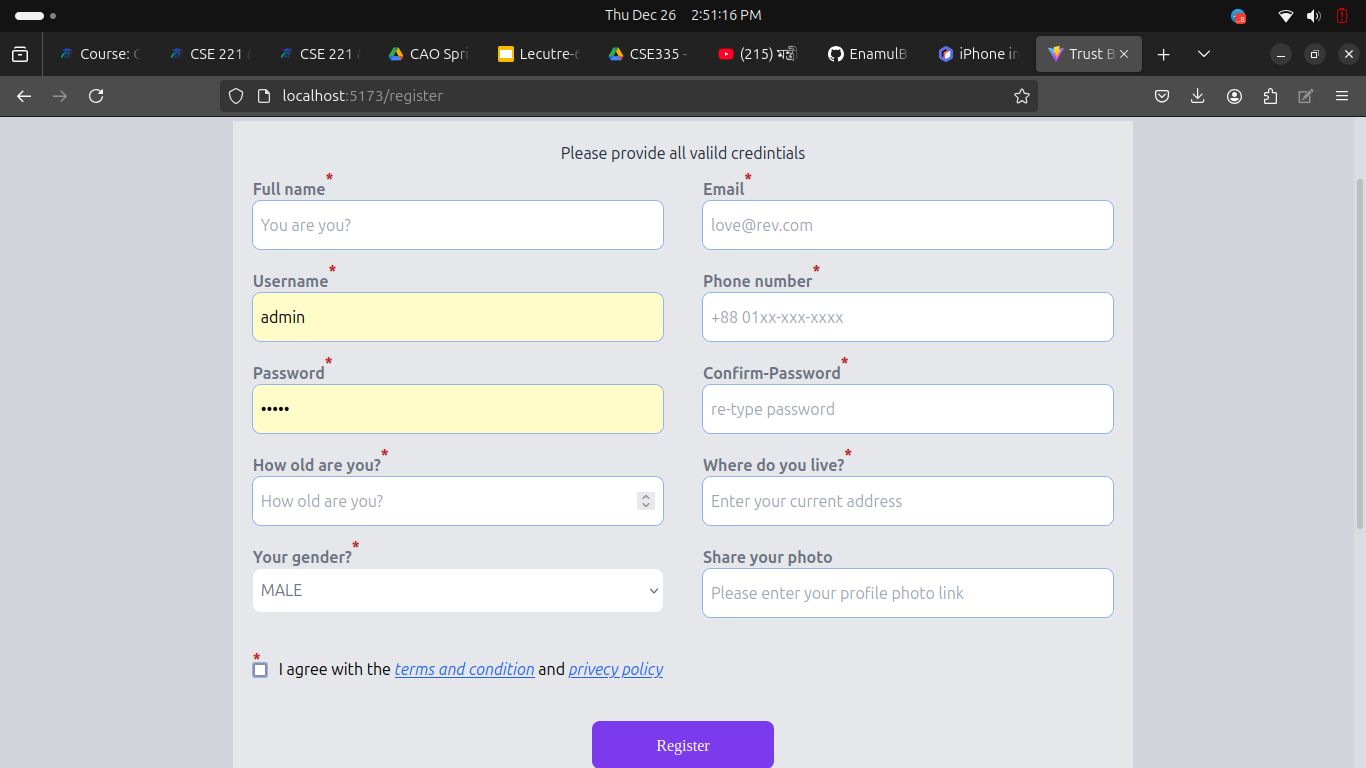 Thu Dec 26 2:51:16 PM
8
Course: C CSE 221 & CSE 221 & CAO Spri Lecutre-6 CSE335 - (215) মন্ত্রী EnamulB iPhone in Trust B
localhost:5173/register
Please provide all valild credintials
Full name* Email*
You are you? love@rev.com
Username* Phone number*
admin +88 01xx-xxx-xxxx
Password* Confirm-Password*
••••• re-type password
How old are you?* Where do you live?*
How old are you? Enter your current address
Your gender?* Share your photo
MALE Please enter your profile photo link
* I agree with the terms and condition and privecy policy
Register